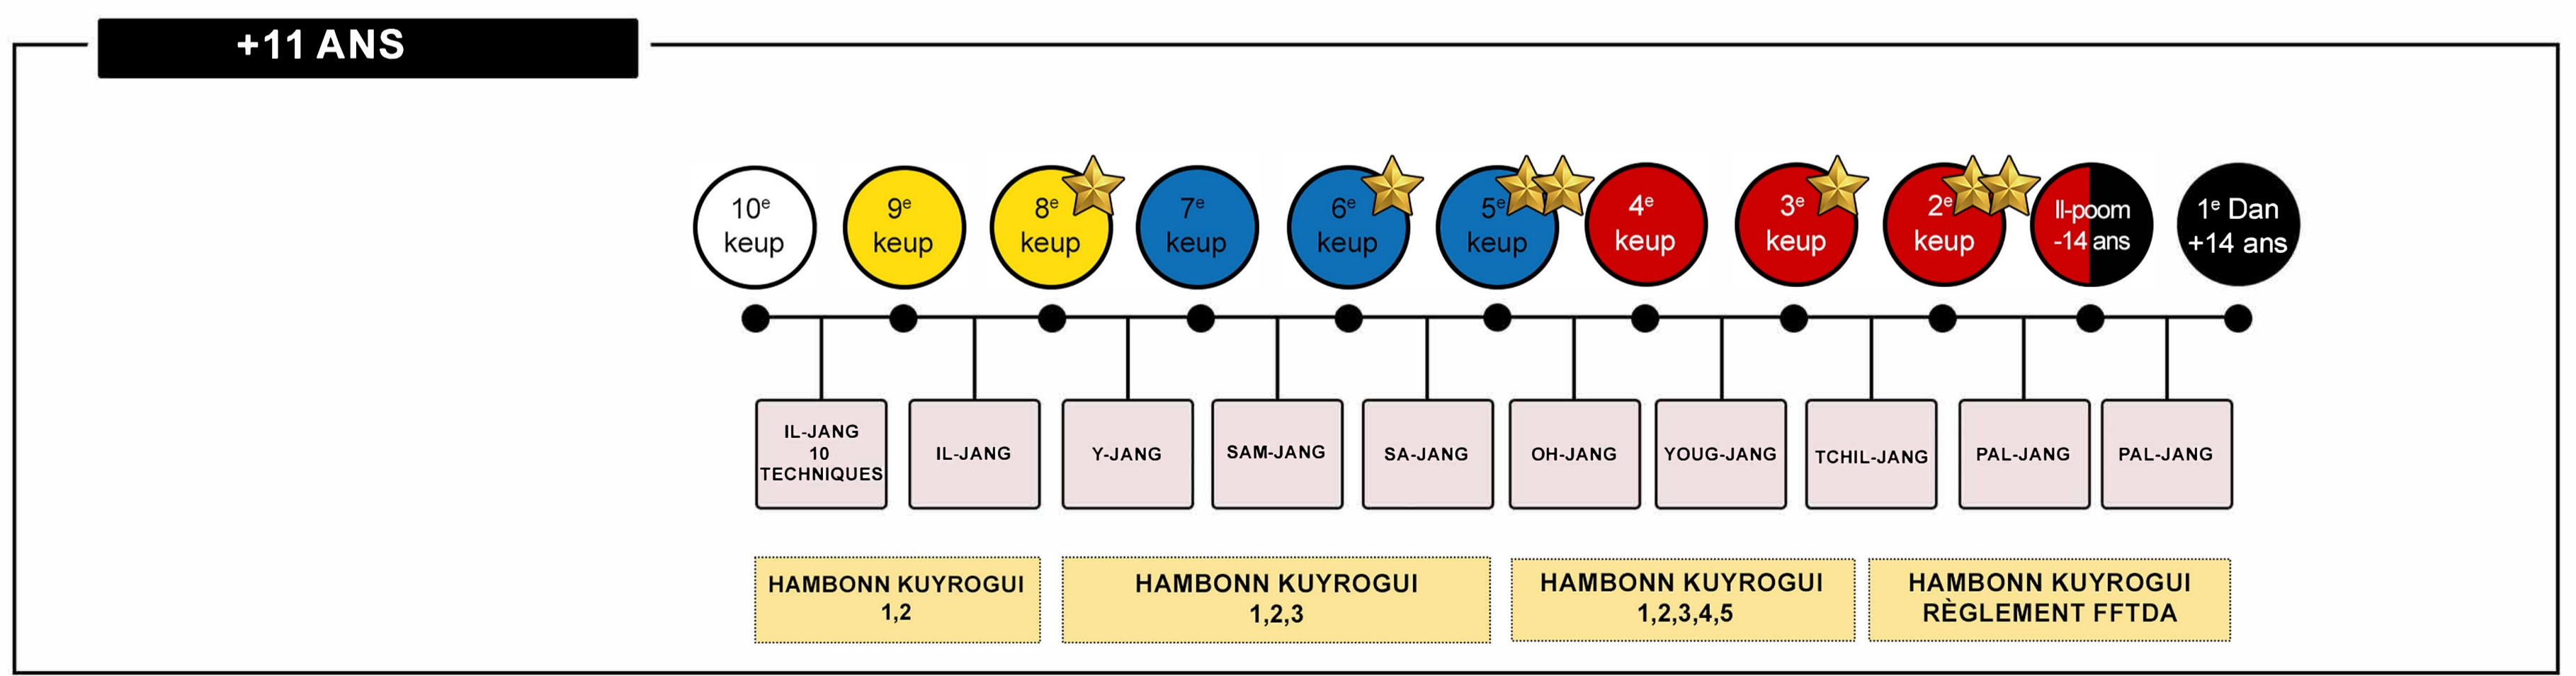 +11 ANS
10e
keup
9e
keup
8e
keup
7e
keup
6e
keup
5e
keup
4e
keup
3e
keup
2e
keup
Il-poom
-14 ans
1e Dan
+14 ans
IL-JANG
10
TECHNIQUES
IL-JANG
Y-JANG
SAM-JANG
SA-JANG
OH-JANG
YOUG-JANG
TCHIL-JANG
PAL-JANG
PAL-JANG
HAMBONN KUYROGUI
1,2
HAMBONN KUYROGUI
1,2,3
HAMBONN KUYROGUI
1,2,3,4,5
HAMBONN KUYROGUI
RÈGLEMENT FFTDA